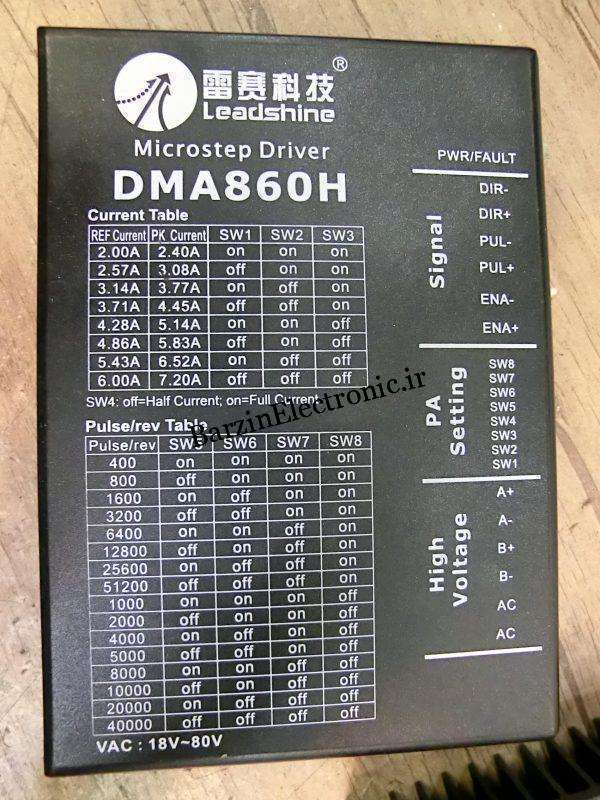 雷赛科技®
Leadshine
Microstep Driver
DMA860H
Current Table
REF Current PK Current SW1 SW2 SW3
2.00A 2.40A on on on
2.57A 3.08A off on on
3.14A 3.77A on off on
3.71A 4.45A off off on
4.28A 5.14A on on off
4.86A 5.83A off on off
5.43A 6.52A on off off
6.00A 7.20A off off off
SW4: off=Half Current; on=Full Current
Pulse/rev Table
Pulse/rev SW5 SW6 SW7 SW8
400 on on on on
800 off on on on
1600 on off on on
3200 off off on on
6400 on on off on
12800 off on off on
25600 on off off on
51200 off off off on
1000 on on on off
2000 off on on off
4000 on off on off
5000 off off on off
8000 on on off off
10000 off on off off
20000 on off off off
40000 off off off off
VAC : 18V~80V
PWR/FAULT
Signal
DIR-
DIR+
PUL-
PUL+
ENA-
ENA+
PA Setting
SW8
SW7
SW6
SW5
SW4
SW3
SW2
SW1
High Voltage
A+
A-
B+
B-
AC
AC
BarzinElectronic.ir